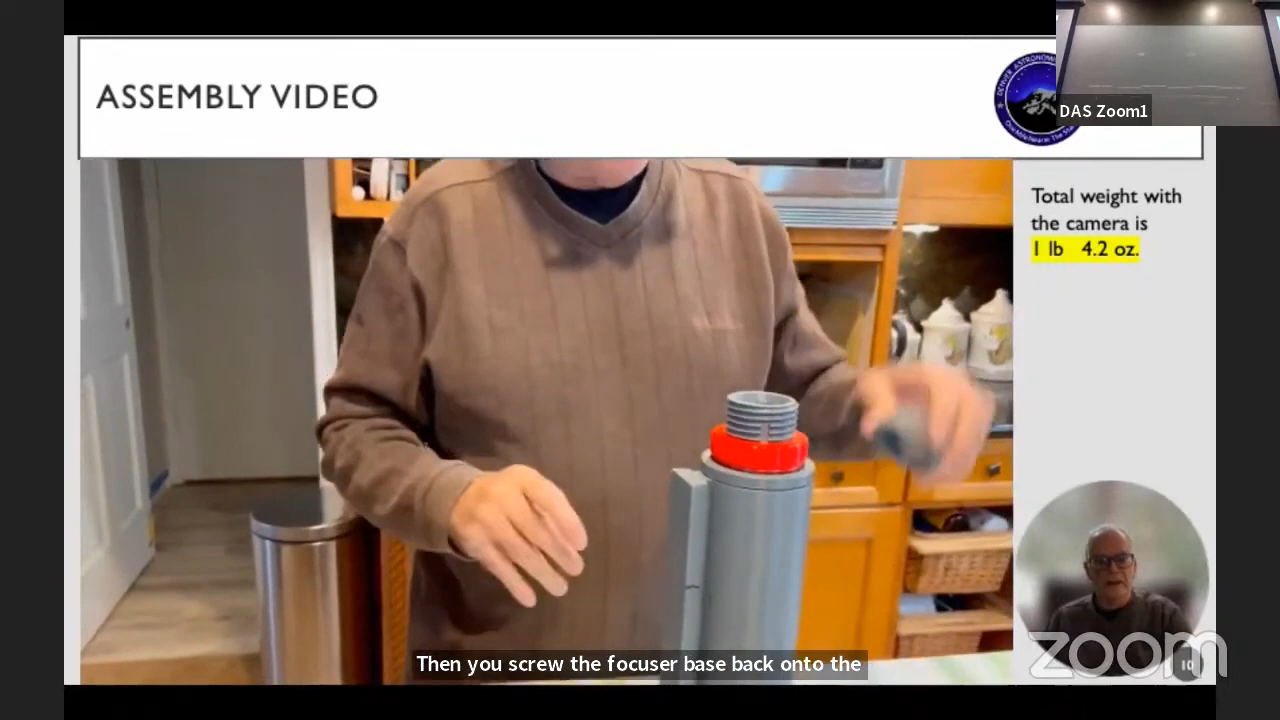 ASSEMBLY VIDEO
DAS Zoom1
Total weight with
the camera is
1 lb 4.2 oz.
Then you screw the focuser base back onto the
zoom
10